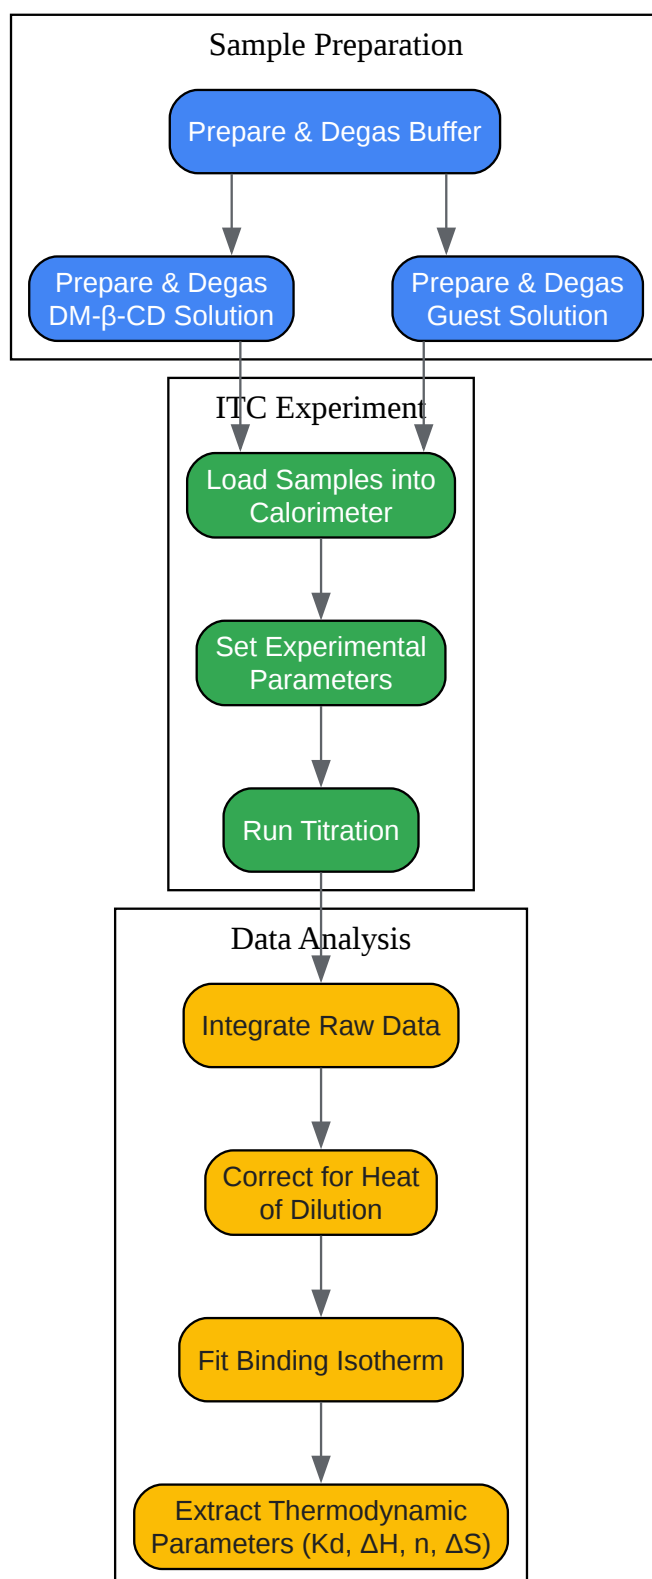 Sample Preparation
Prepare & Degas Buffer
Prepare & Degas
DM-β-CD Solution
Prepare & Degas
Guest Solution
ITC Experiment
Load Samples into
Calorimeter
Set Experimental
Parameters
Run Titration
Data Analysis
Integrate Raw Data
Correct for Heat
of Dilution
Fit Binding Isotherm
Extract Thermodynamic
Parameters (Kd, ΔH, n, ΔS)